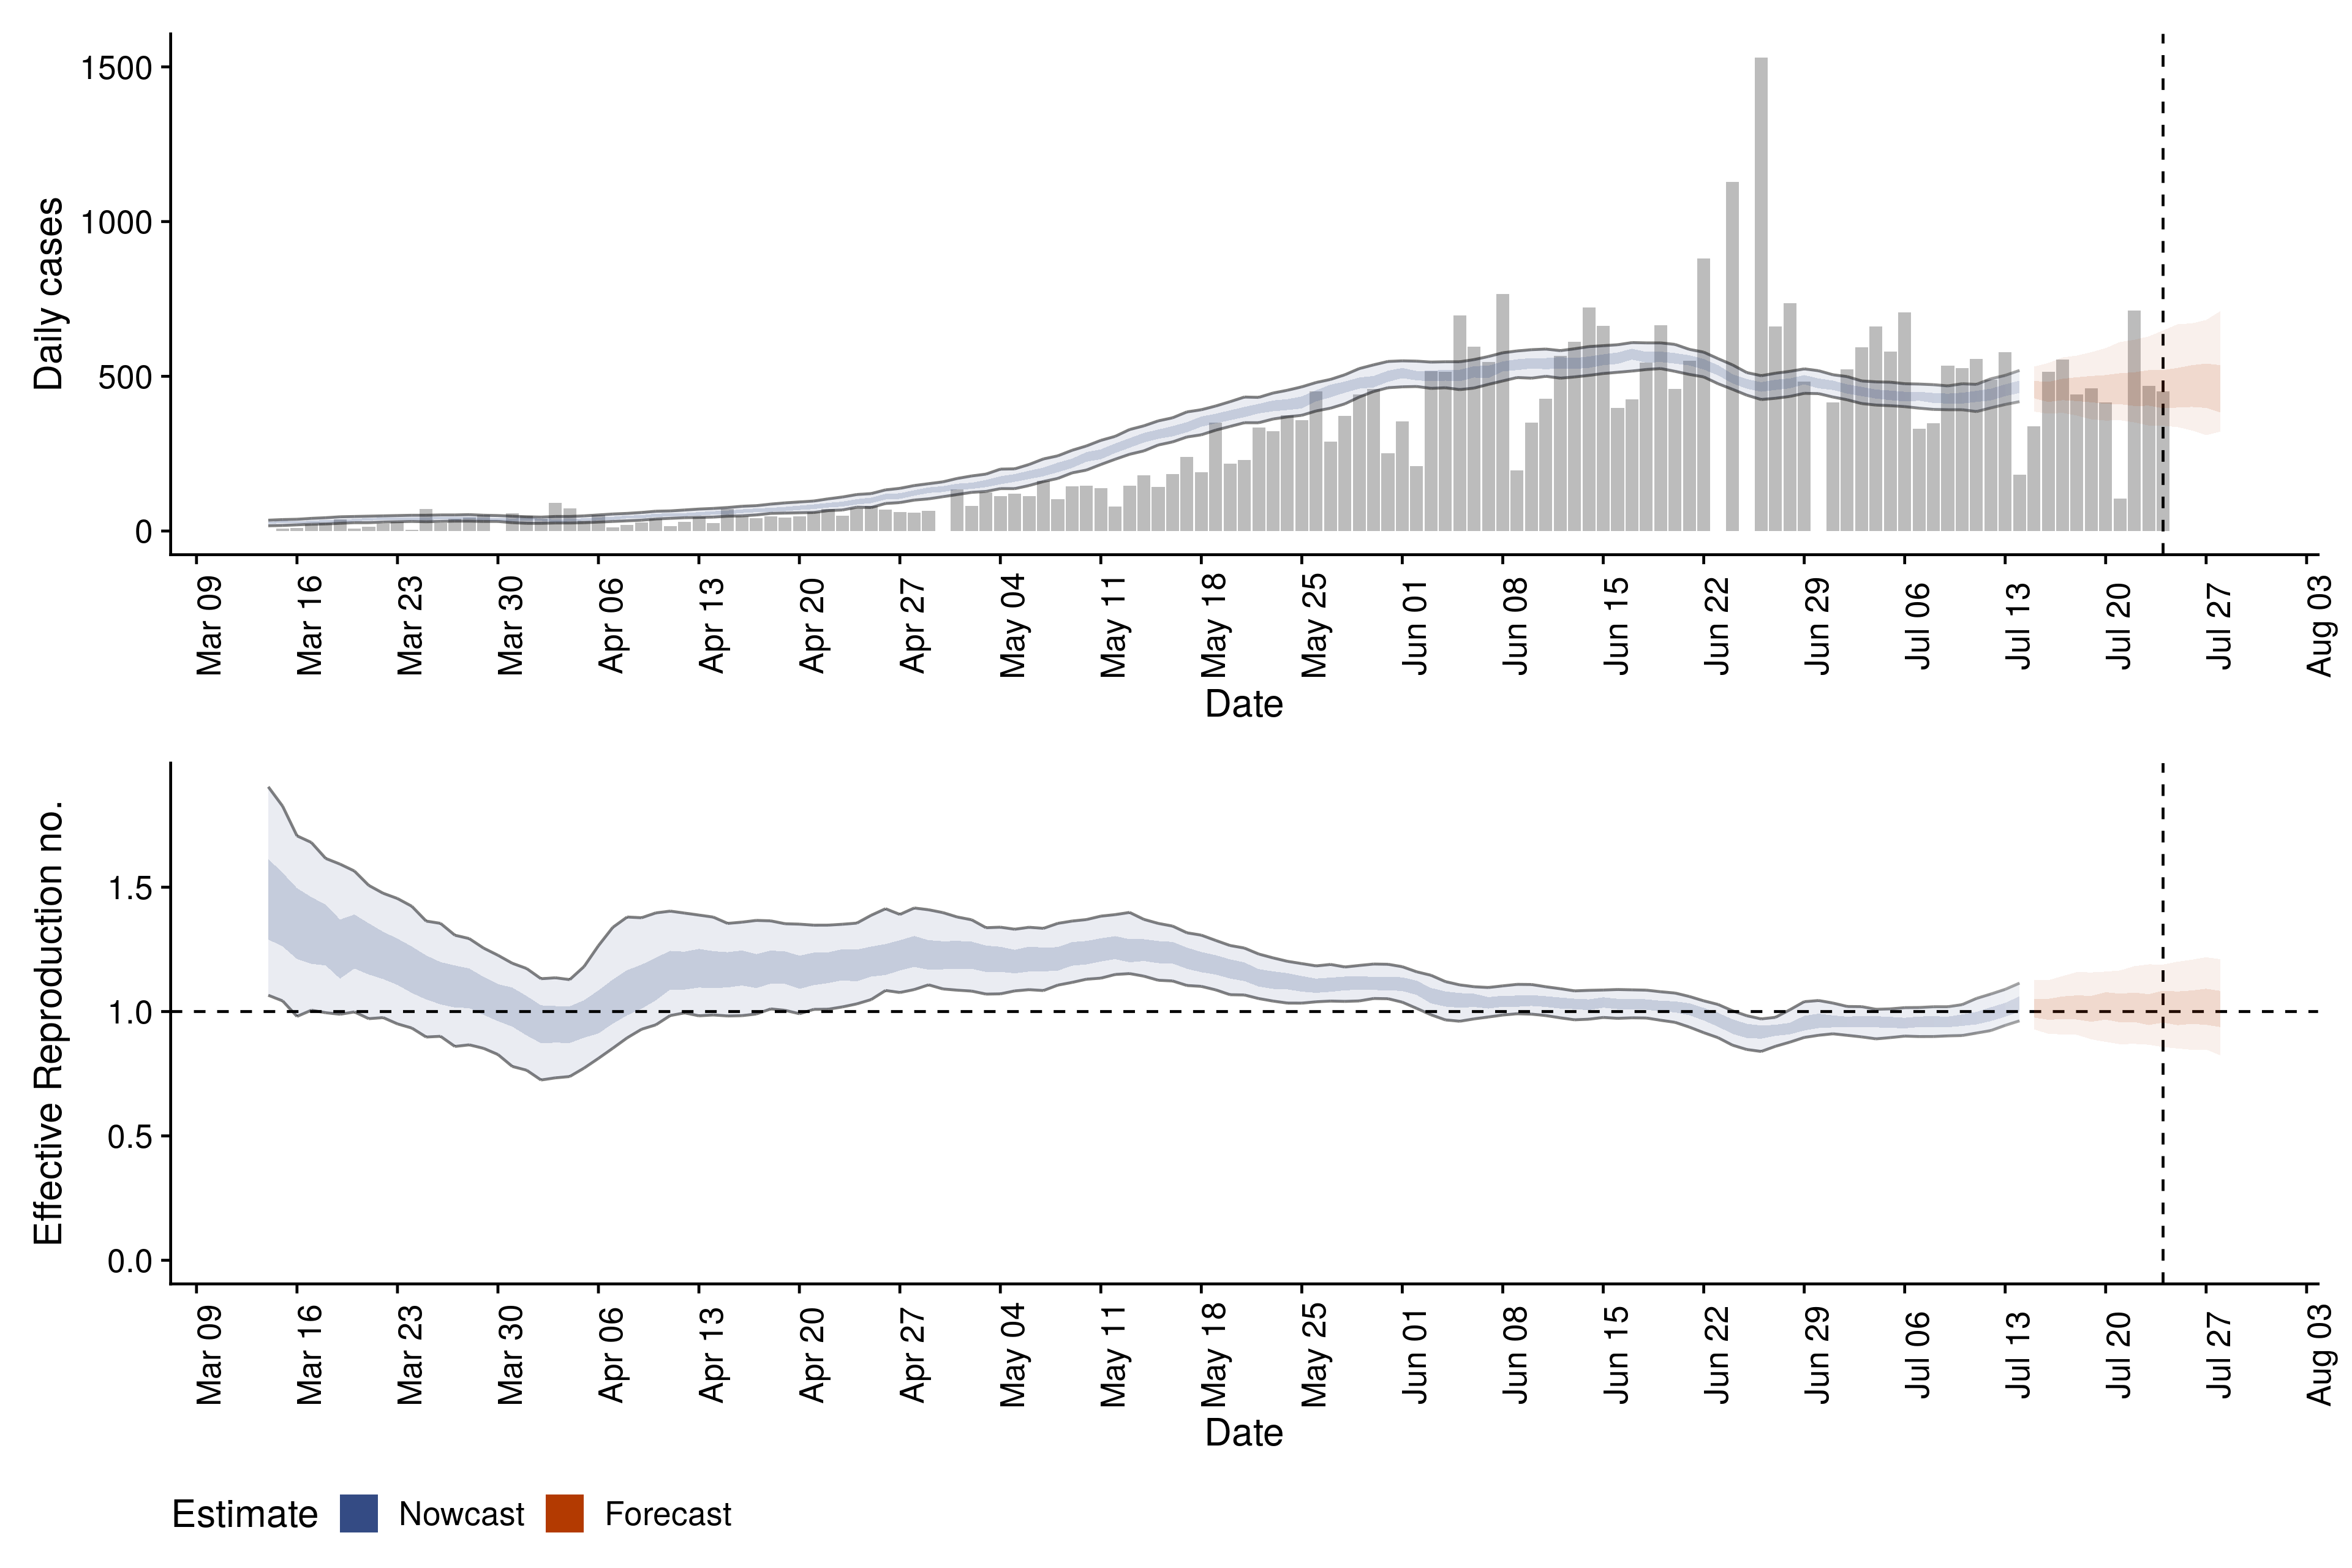 Daily cases
1500
1000
500
0
Mar 09 Mar 16 Mar 23 Mar 30 Apr 06 Apr 13 Apr 20 Apr 27 May 04 May 11 May 18 May 25 Jun 01 Jun 08 Jun 15 Jun 22 Jun 29 Jul 06 Jul 13 Jul 20 Jul 27 Aug 03
Date
Effective Reproduction no.
1.5
1.0
0.5
0.0
Mar 09 Mar 16 Mar 23 Mar 30 Apr 06 Apr 13 Apr 20 Apr 27 May 04 May 11 May 18 May 25 Jun 01 Jun 08 Jun 15 Jun 22 Jun 29 Jul 06 Jul 13 Jul 20 Jul 27 Aug 03
Date
Estimate Nowcast Forecast